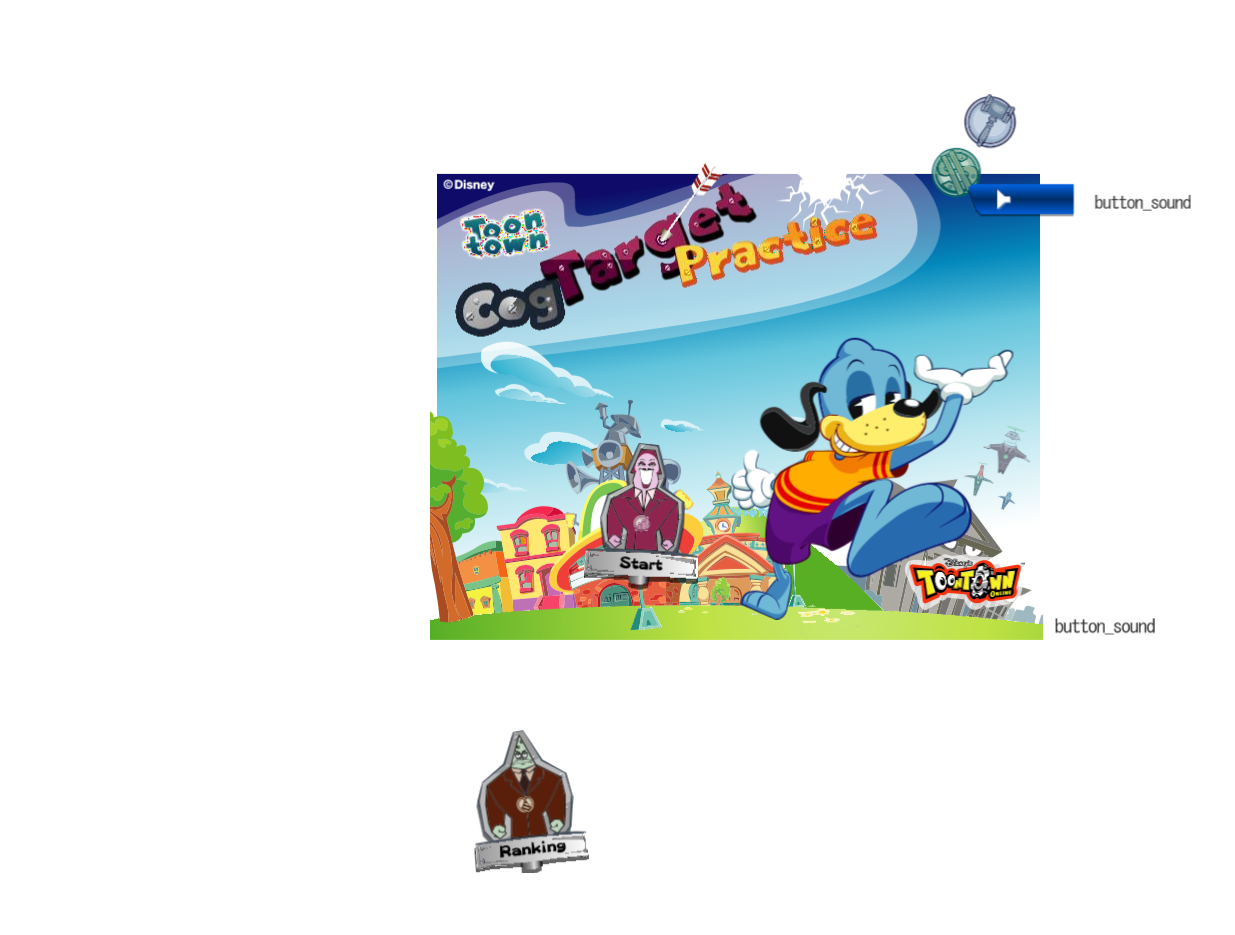 ©Disney
button_sound
Toon
town
Cog Target
Practice
Start
Disney's
TOONTOWN
ONLINE
button_sound
Ranking